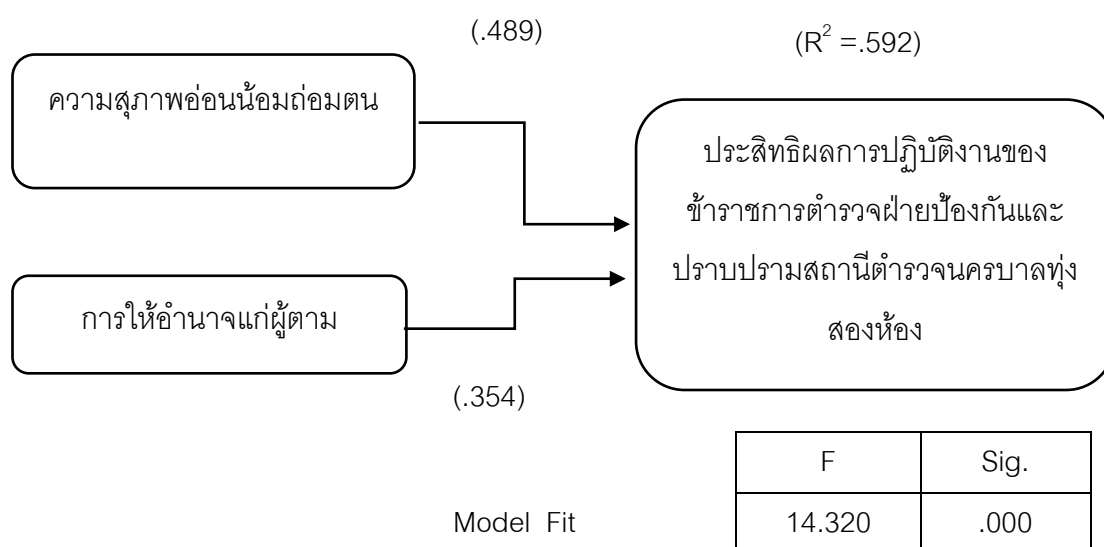 (.489)
(R² =.592)
ความสุภาพอ่อนน้อมถ่อมตน
ประสิทธิผลการปฏิบัติงานของ
ข้าราชการตำรวจฝ่ายป้องกันและ
ปราบปรามสถานีตำรวจนครบาลทุ่ง
สองห้อง
การให้อำนาจแก่ผู้ตาม
(.354)
F Sig.
Model Fit 14.320 .000